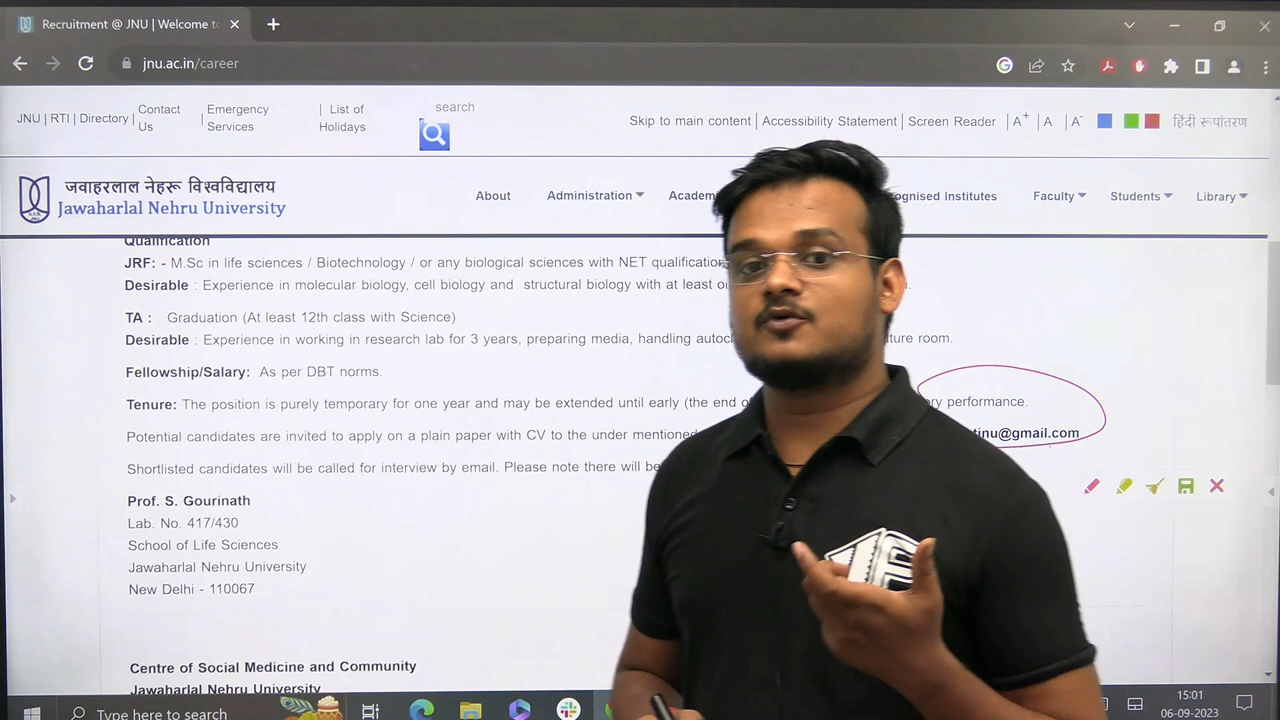 Recruitment @ JNU | Welcome to
jnu.ac.in/career
JNU | RTI | Directory | Contact Us | Emergency Services | List of Holidays
search
Skip to main content | Accessibility Statement | Screen Reader | A+ | A | A- हिंदी रूपांतरण
जवाहरलाल नेहरू विश्वविद्यालय
Jawaharlal Nehru University
About Administration Academ ognised Institutes Faculty Students Library
Qualification
JRF: - M.Sc in life sciences / Biotechnology / or any biological sciences with NET qualification
Desirable : Experience in molecular biology, cell biology and structural biology with at least
TA : Graduation (At least 12th class with Science)
Desirable : Experience in working in research lab for 3 years, preparing media, handling autocl ture room.
Fellowship/Salary: As per DBT norms.
Tenure: The position is purely temporary for one year and may be extended until early (the end of ry performance.
Potential candidates are invited to apply on a plain paper with CV to the under mentioned tinu@gmail.com
Shortlisted candidates will be called for interview by email. Please note there will be
Prof. S. Gourinath
Lab. No. 417/430
School of Life Sciences
Jawaharlal Nehru University
New Delhi - 110067
Centre of Social Medicine and Community
Jawaharlal Nehru University
Type here to search
15:01
06-09-2023